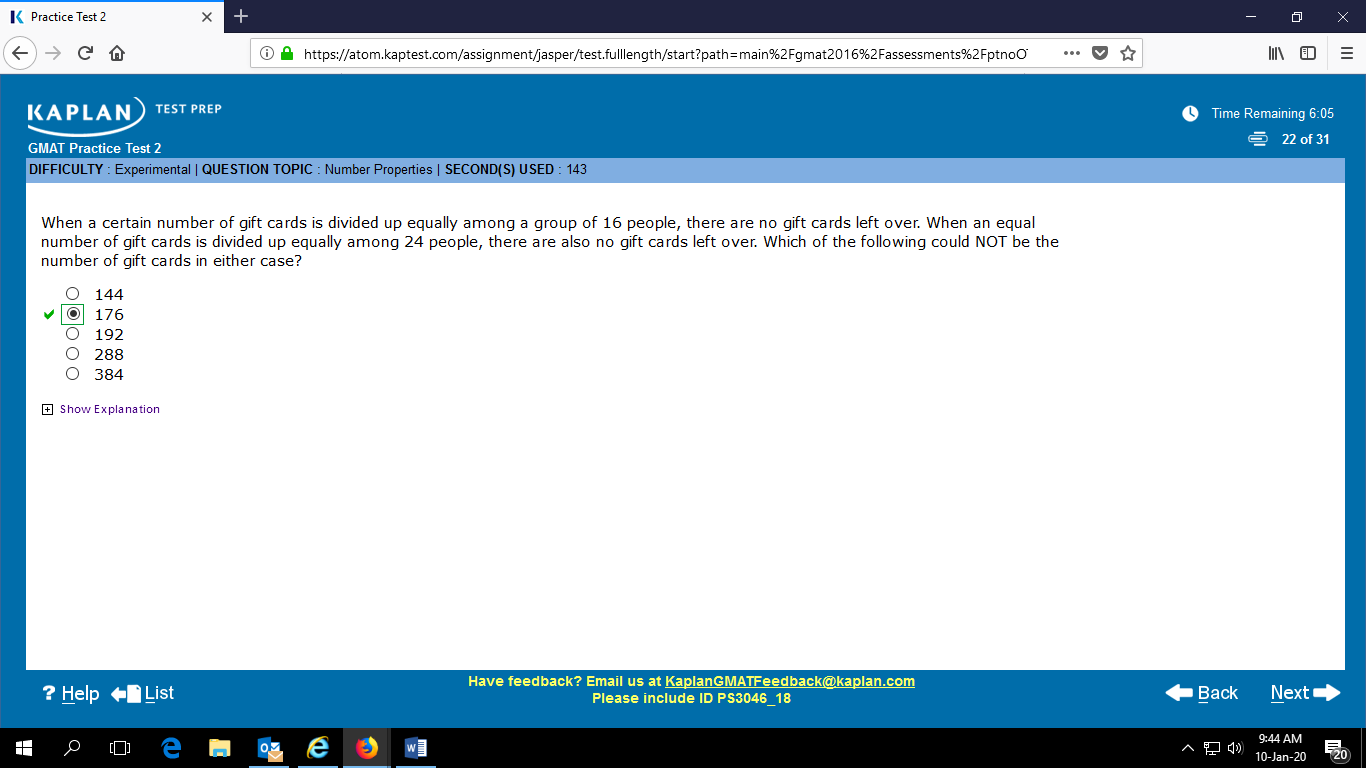 Practice Test 2
https://atom.kaptest.com/assignment/jasper/test.fulllength/start?path=main%2Fgmat2016%2Fassessments%2FptnoO
KAPLAN TEST PREP
Time Remaining 6:05
GMAT Practice Test 2
22 of 31
DIFFICULTY : Experimental | QUESTION TOPIC : Number Properties | SECOND(S) USED : 143
When a certain number of gift cards is divided up equally among a group of 16 people, there are no gift cards left over. When an equal
number of gift cards is divided up equally among 24 people, there are also no gift cards left over. Which of the following could NOT be the
number of gift cards in either case?
144
176
192
288
384
Show Explanation
? Help List
Have feedback? Email us at KaplanGMATFeedback@kaplan.com
Please include ID PS3046_18
Back Next
9:44 AM
10-Jan-20
20